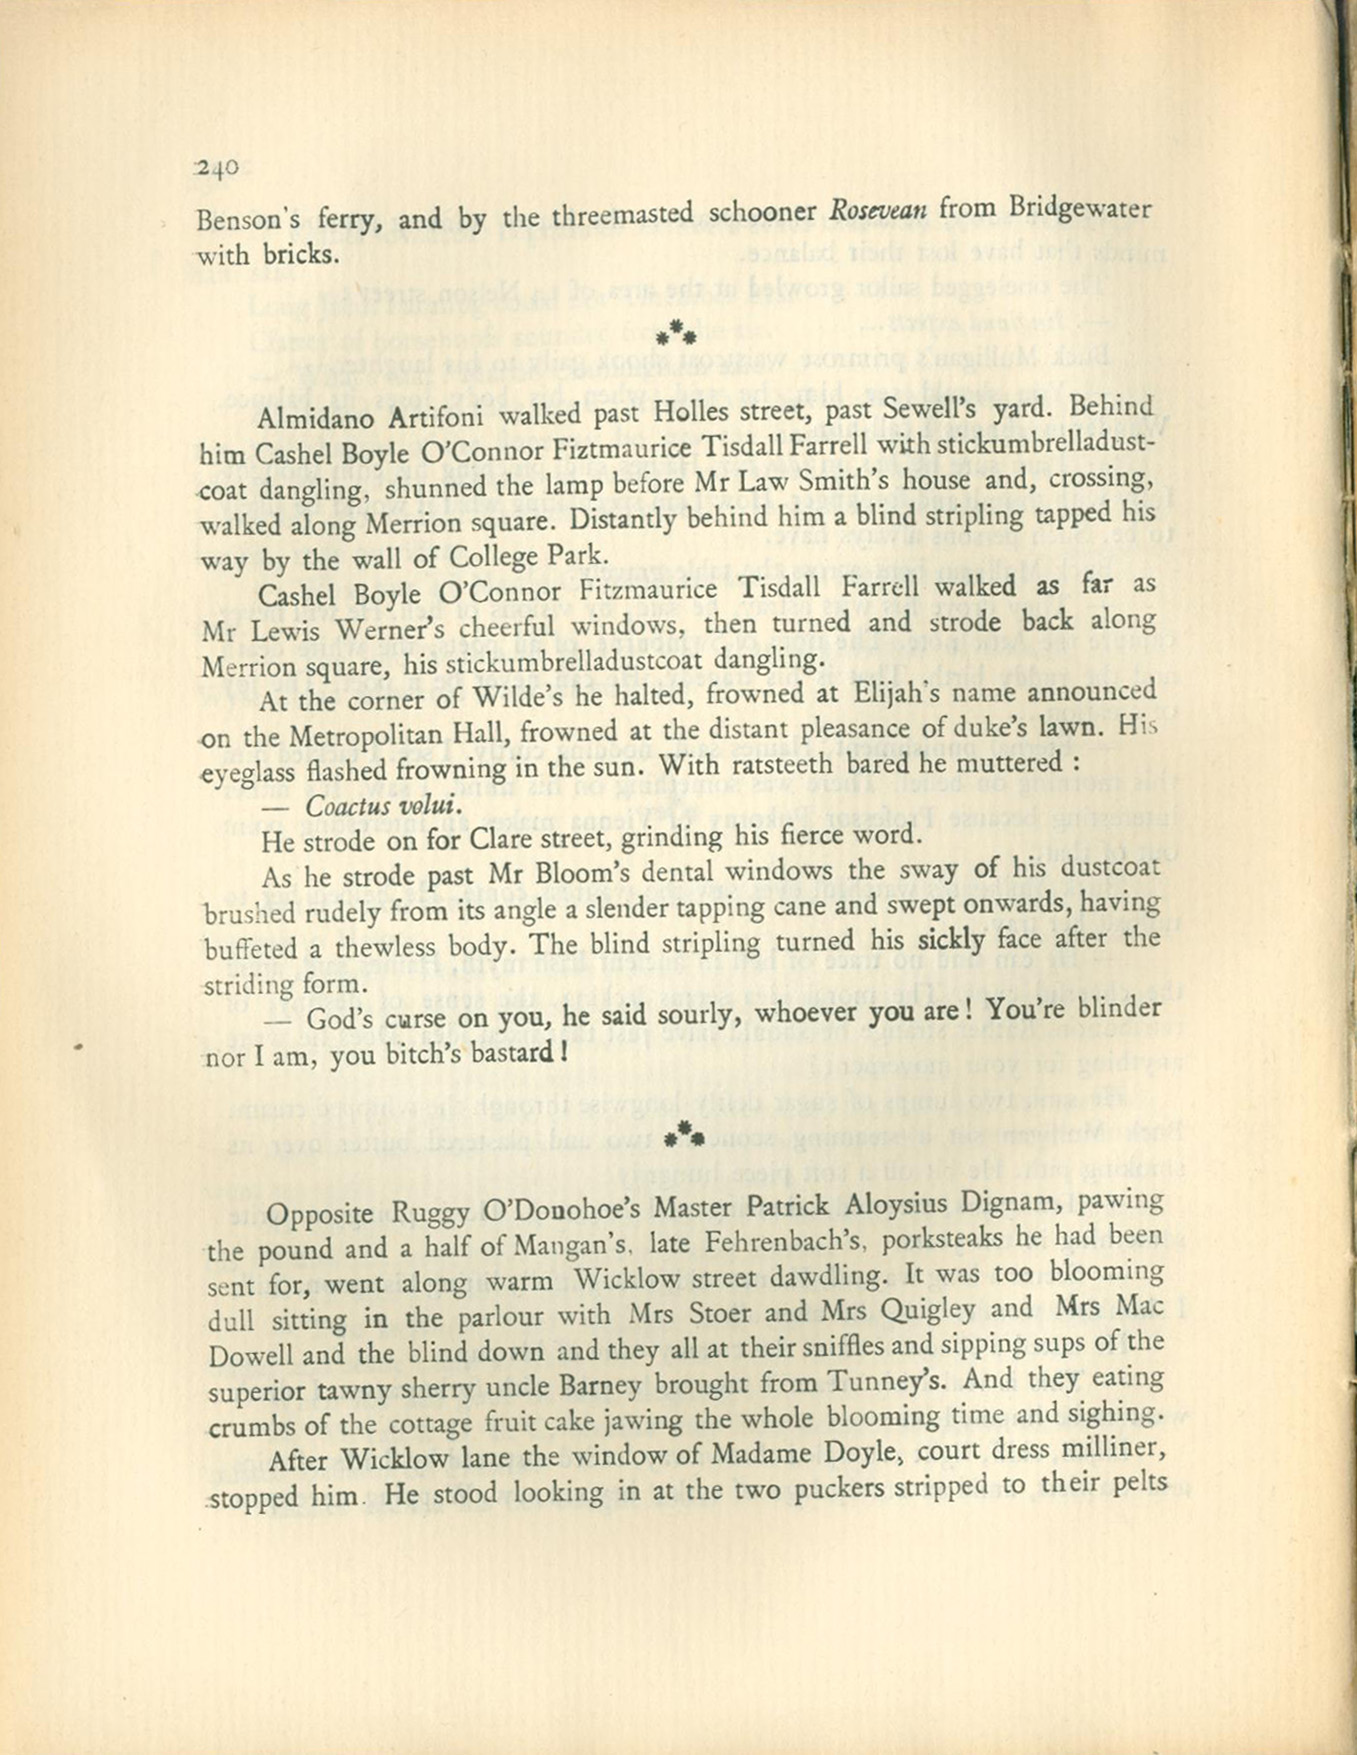 240
Benson's ferry, and by the threemasted schooner Rosevean from Bridgewater
with bricks.
Almidano Artifoni walked past Holles street, past Sewell's yard. Behind
him Cashel Boyle O'Connor Fiztmaurice Tisdall Farrell with stickumbrelladust-
coat dangling, shunned the lamp before Mr Law Smith's house and, crossing,
walked along Merrion square. Distantly behind him a blind stripling tapped his
way by the wall of College Park.
Cashel Boyle O'Connor Fitzmaurice Tisdall Farrell walked as far as
Mr Lewis Werner's cheerful windows, then turned and strode back along
Merrion square, his stickumbrelladustcoat dangling.
At the corner of Wilde's he halted, frowned at Elijah's name announced
on the Metropolitan Hall, frowned at the distant pleasance of duke's lawn. His
eyeglass flashed frowning in the sun. With ratsteeth bared he muttered :
— Coactus volui.
He strode on for Clare street, grinding his fierce word.
As he strode past Mr Bloom's dental windows the sway of his dustcoat
brushed rudely from its angle a slender tapping cane and swept onwards, having
buffeted a thewless body. The blind stripling turned his sickly face after the
striding form.
— God's curse on you, he said sourly, whoever you are! You're blinder
nor I am, you bitch's bastard!
Opposite Ruggy O'Donohoe's Master Patrick Aloysius Dignam, pawing
the pound and a half of Mangan's, late Fehrenbach's, porksteaks he had been
sent for, went along warm Wicklow street dawdling. It was too blooming
dull sitting in the parlour with Mrs Stoer and Mrs Quigley and Mrs Mac
Dowell and the blind down and they all at their sniffles and sipping sups of the
superior tawny sherry uncle Barney brought from Tunney's. And they eating
crumbs of the cottage fruit cake jawing the whole blooming time and sighing.
After Wicklow lane the window of Madame Doyle, court dress milliner,
stopped him. He stood looking in at the two puckers stripped to their pelts